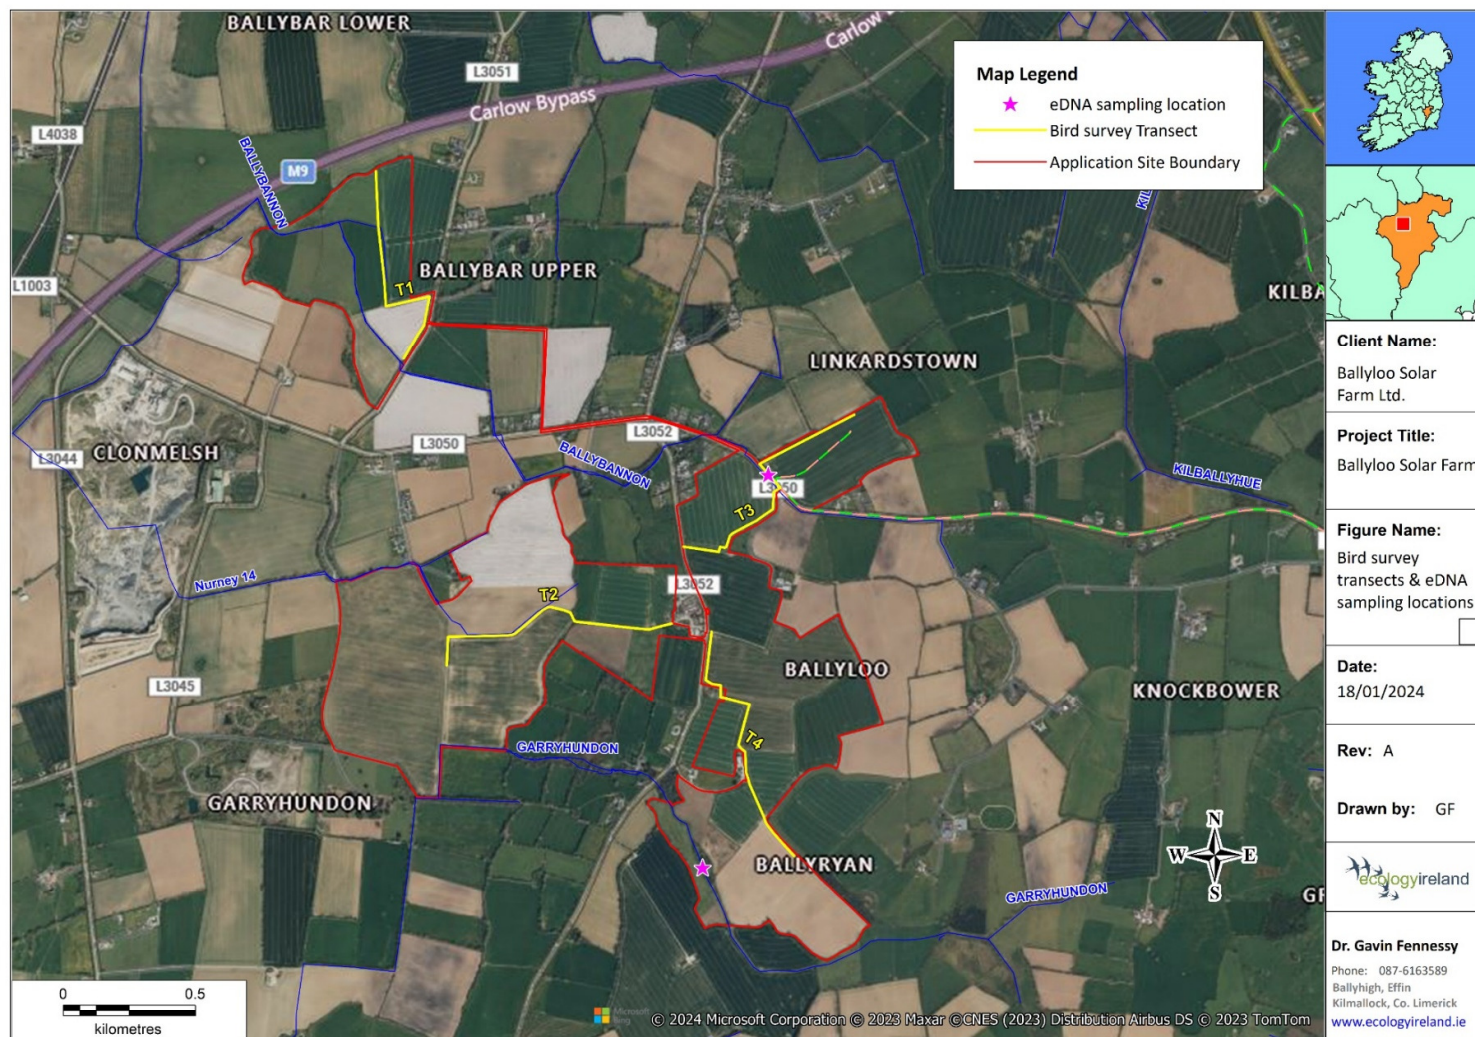 BALLYBAR LOWER
Carlow
L3051
Carlow Bypass
L4038
BALLYBANNON
M9
BALLYBAR UPPER
T1
L1003
KILBA
LINKARDSTOWN
CLONMELSH
L3044
L3050
L3052
BALLYBANNON
L3050
KILBALLYHUE
T3
Nurney 14
L3052
T2
BALLYLOO
L3045
KNOCKBOWER
GARRYHUNDON
T4
GARRYHUNDON
BALLYRYAN
GARRYHUNDON
N
W E
S
0 0.5
kilometres
Microsoft
Bing
© 2024 Microsoft Corporation © 2023 Maxar ©CNES (2023) Distribution Airbus DS © 2023 TomTom
Map Legend
eDNA sampling location
Bird survey Transect
Application Site Boundary
Client Name:
Ballyloo Solar
Farm Ltd.
Project Title:
Ballyloo Solar Farm
Figure Name:
Bird survey
transects & eDNA
sampling locations
Date:
18/01/2024
Rev: A
Drawn by: GF
ecologyireland
Dr. Gavin Fennessy
Phone: 087-6163589
Ballyhigh, Effin
Kilmallock, Co. Limerick
www.ecologyireland.ie